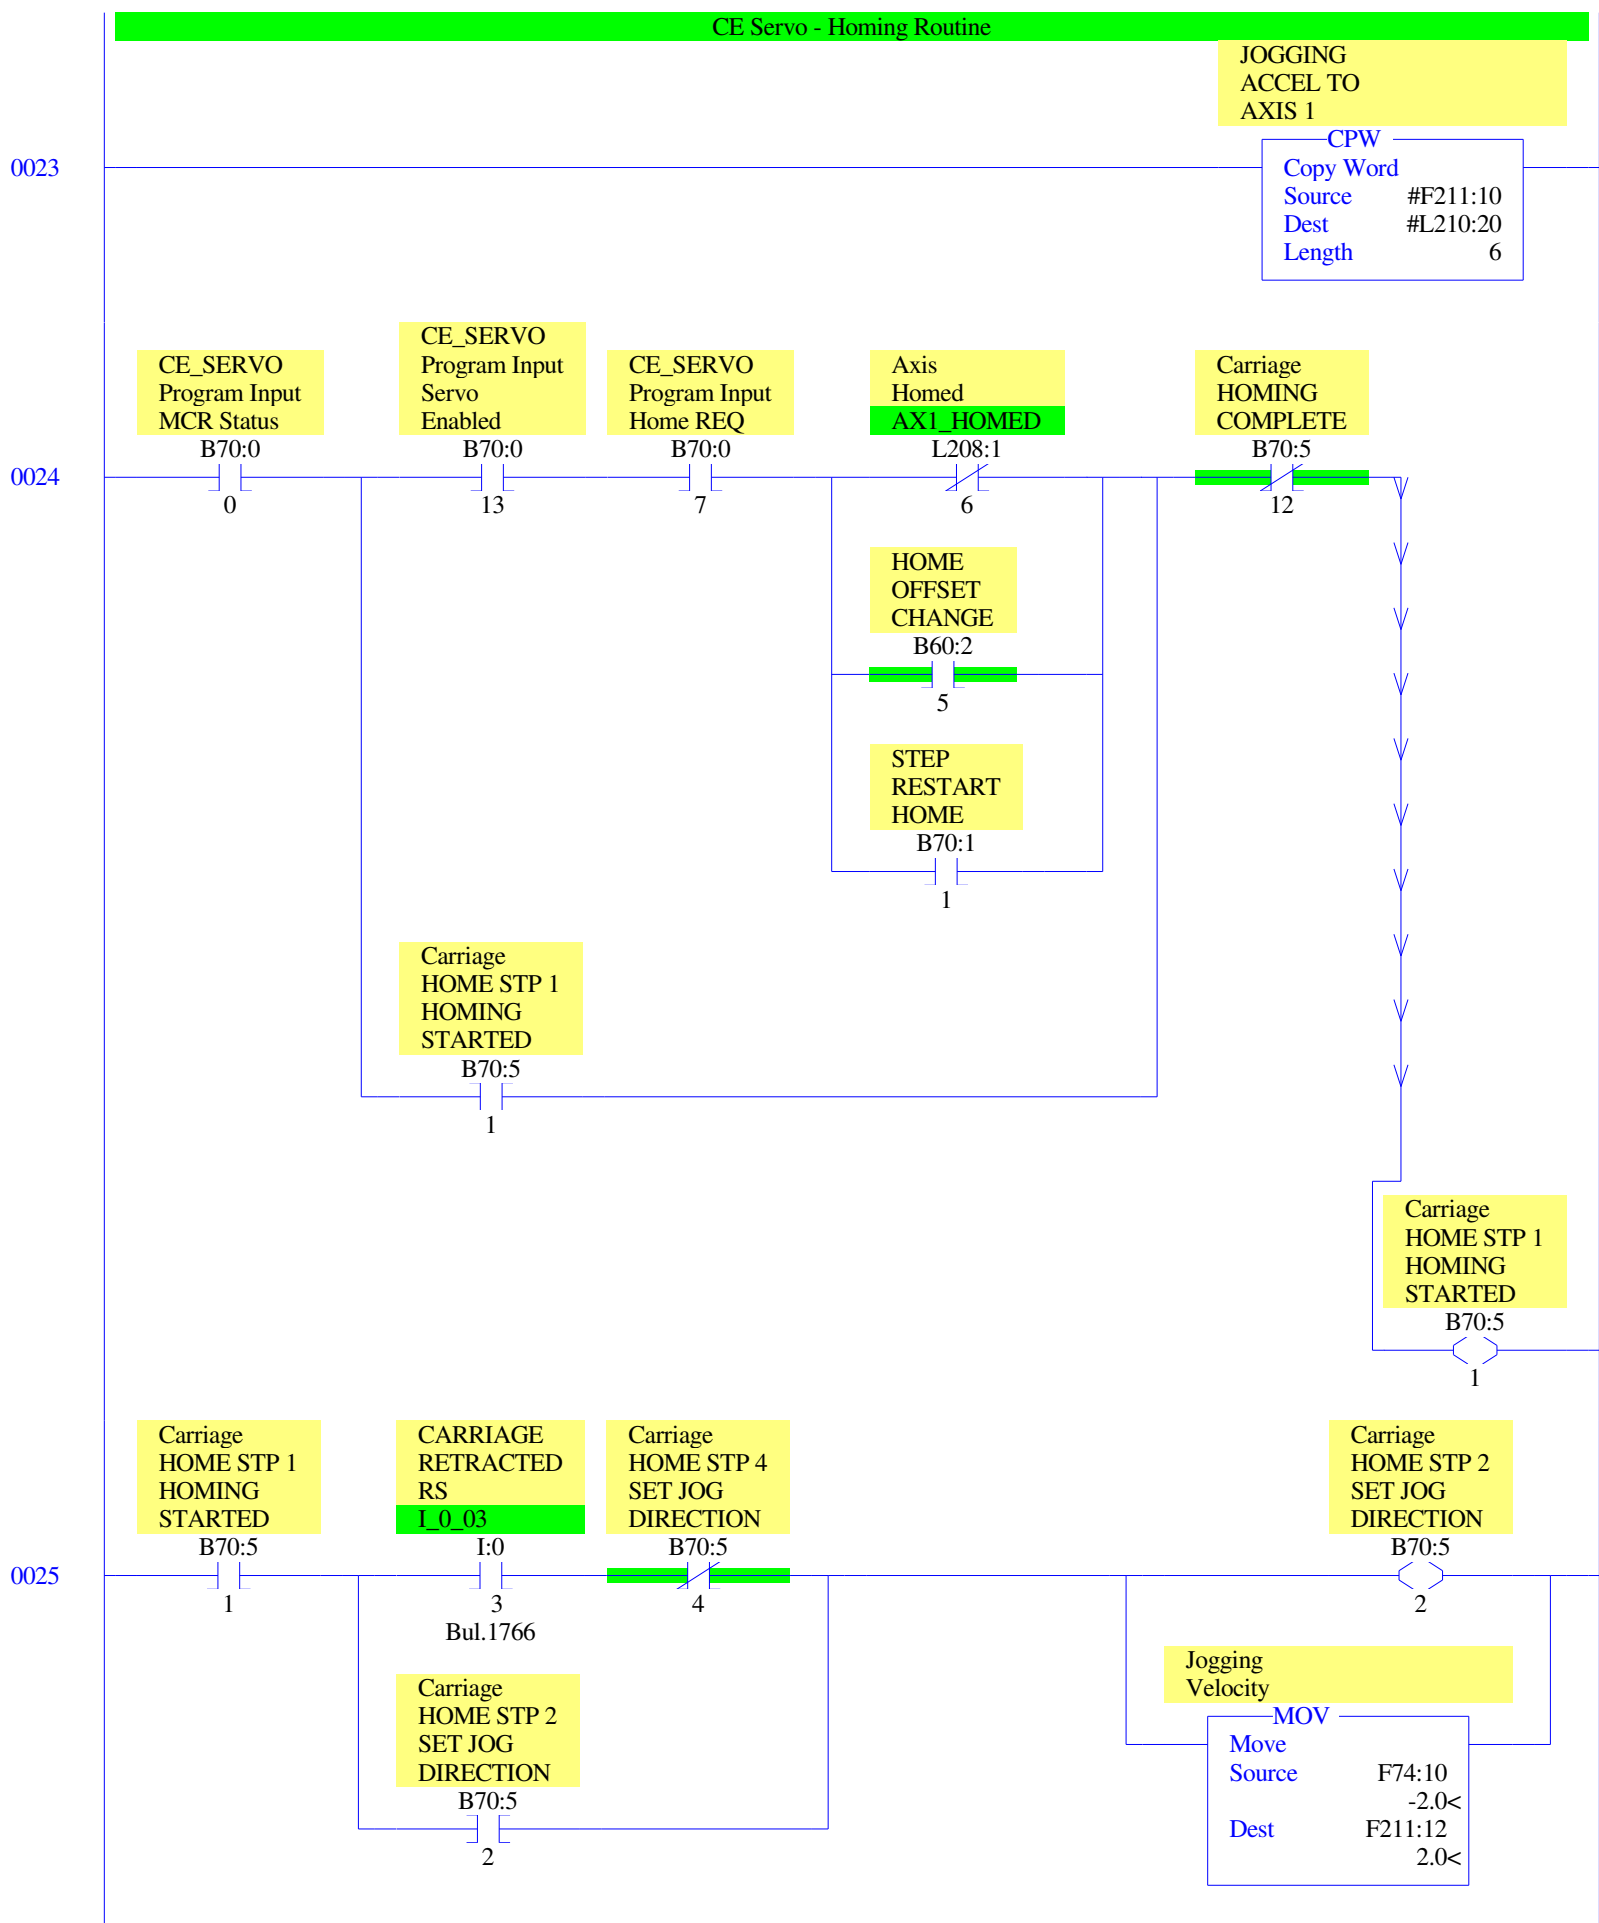 CE Servo - Homing Routine
JOGGING
ACCEL TO
AXIS 1
0023
CPW
Copy Word
Source #F211:10
Dest #L210:20
Length 6
CE_SERVO
Program Input
MCR Status
B70:0
0
CE_SERVO
Program Input
Servo
Enabled
B70:0
13
CE_SERVO
Program Input
Home REQ
B70:0
7
Axis
Homed
AX1_HOMED
L208:1
6
Carriage
HOMING
COMPLETE
B70:5
12
0024
HOME
OFFSET
CHANGE
B60:2
5
STEP
RESTART
HOME
B70:1
1
Carriage
HOME STP 1
HOMING
STARTED
B70:5
1
Carriage
HOME STP 1
HOMING
STARTED
B70:5
1
Carriage
HOME STP 1
HOMING
STARTED
B70:5
1
CARRIAGE
RETRACTED
RS
I_0_03
I:0
3
Bul.1766
Carriage
HOME STP 4
SET JOG
DIRECTION
B70:5
4
Carriage
HOME STP 2
SET JOG
DIRECTION
B70:5
2
0025
Carriage
HOME STP 2
SET JOG
DIRECTION
B70:5
2
Jogging
Velocity
MOV
Move
Source F74:10
-2.0<
Dest F211:12
2.0<